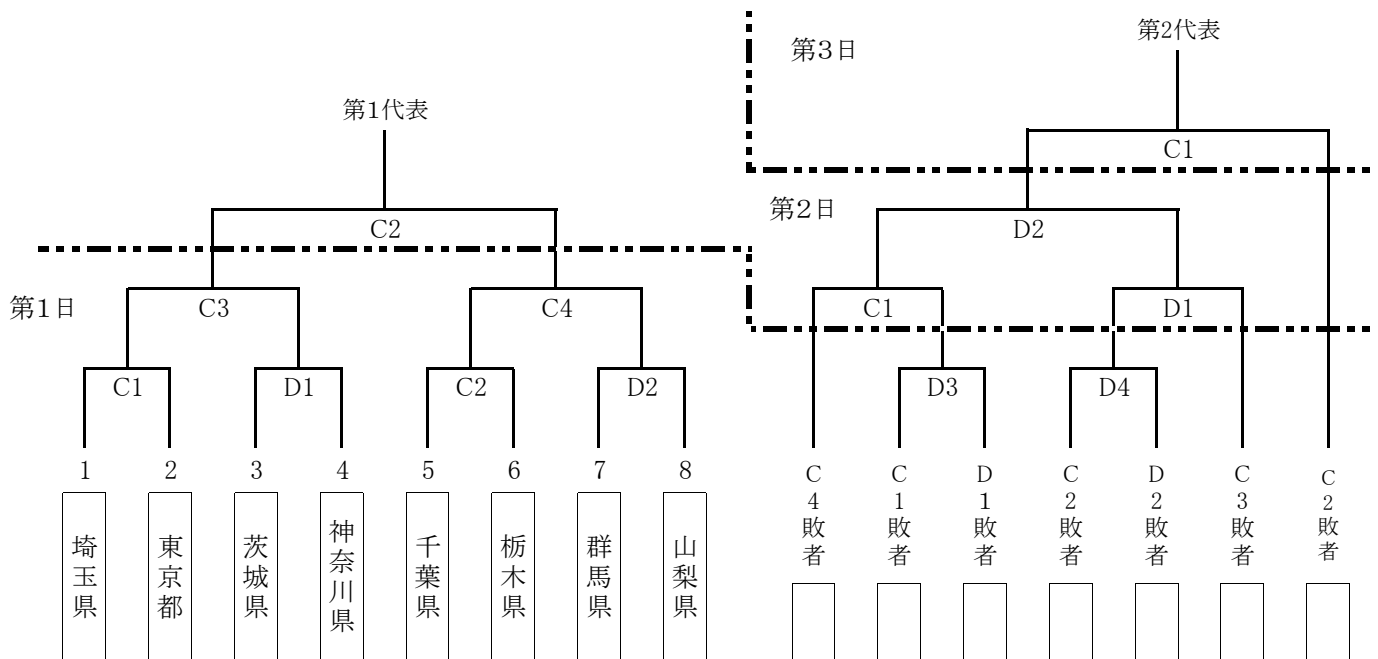 第1代表
C2
第1日
C3
C4
C1
D1
C2
D2
1
2
3
4
5
6
7
8
埼玉県
東京都
茨城県
神奈川県
千葉県
栃木県
群馬県
山梨県
第3日
第2代表
C1
第2日
D2
C1
D1
D3
D4
C4敗者
C1敗者
D1敗者
C2敗者
D2敗者
C3敗者
C2敗者